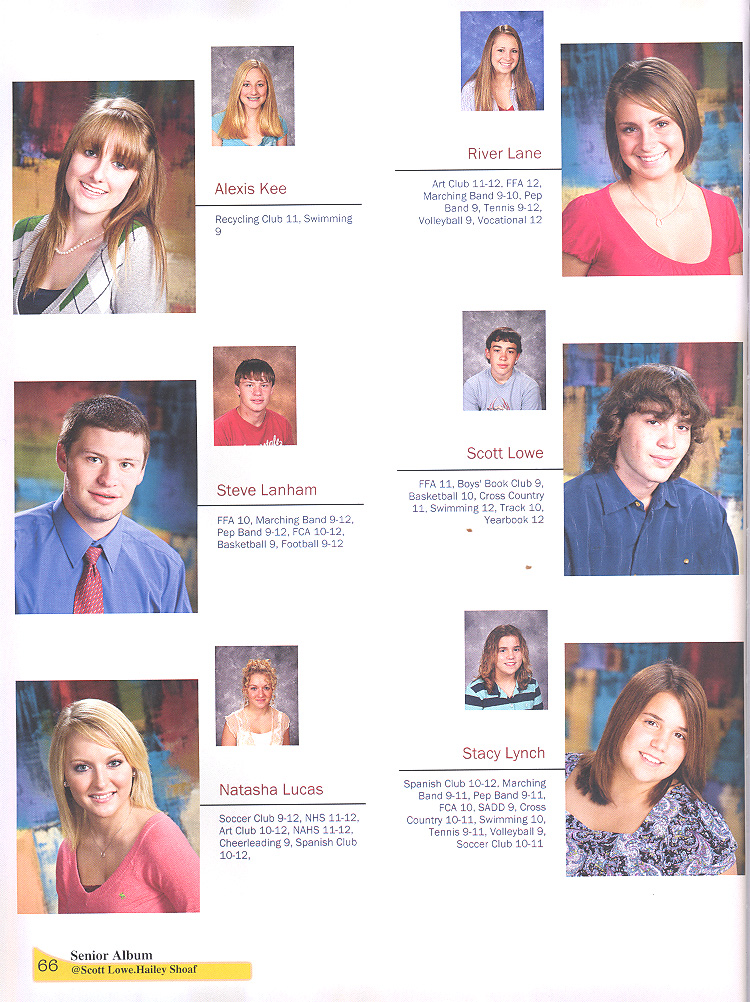 Alexis Kee
Recycling Club 11, Swimming
9
River Lane
Art Club 11-12. FFA 12,
Marching Band 9-10, Pep
Band 9, Tennis 9-12,
Volleyball 9, Vocational 12
Steve Lanham
FFA 10, Marching Band 9-12,
Pep Band 9-12, FCA 10-12,
Basketball 9, Football 9-12
Scott Lowe
FFA 11, Boys' Book Club 9,
Basketball 10, Cross Country
11, Swimming 12, Track 10,
Yearbook 12
Natasha Lucas
Soccer Club 9-12, NHS 11-12,
Art Club 10-12, NAHS 11-12,
Cheerleading 9, Spanish Club
10-12,
Stacy Lynch
Spanish Club 10-12. Marching
Band 9-11, Pep Band 9-11,
FCA 10, SADD 9, Cross
Country 10-11, Swimming 10,
Tennis 9-11, Volleyball 9,
Soccer Club 10-11
66
Senior Album
@Scott Lowe.Hailey Shoaf